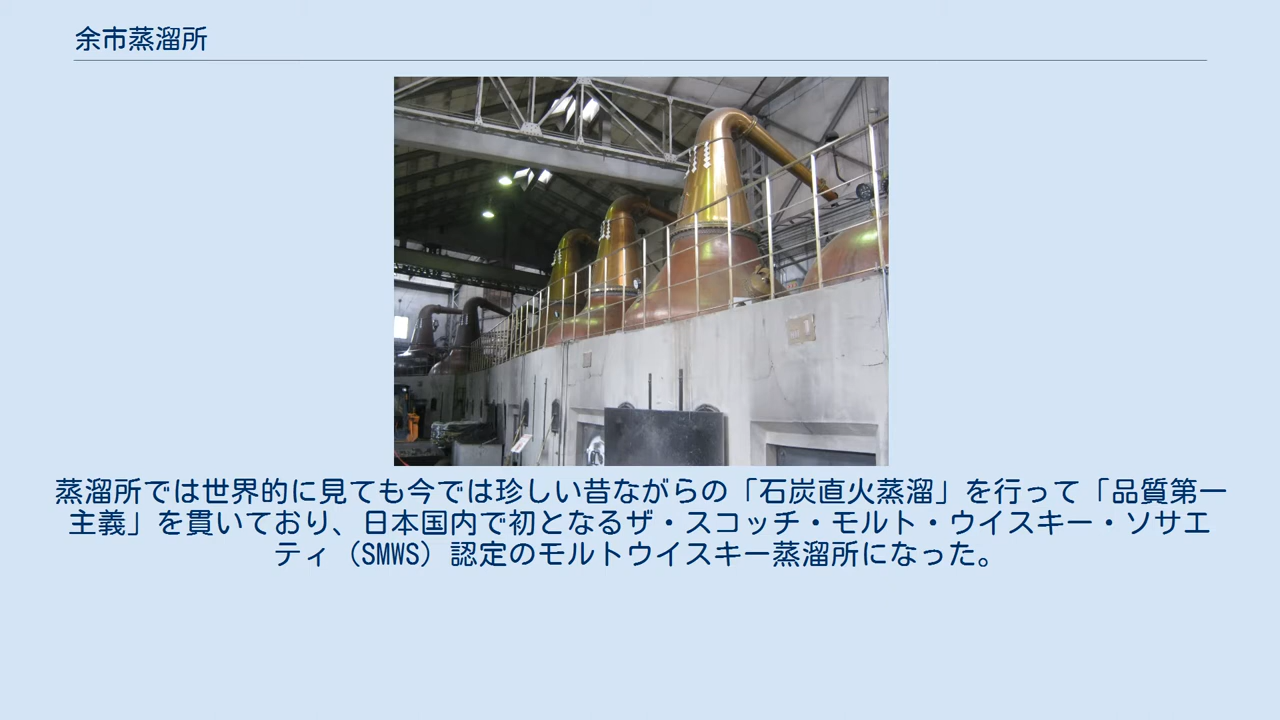 余市蒸溜所
蒸溜所では世界的に見ても今では珍しい昔ながらの「石炭直火蒸溜」を行って「品質第一
主義」を貫いており、日本国内で初となるザ・スコッチ・モルト・ウイスキー・ソサエ
ティ（SMWS）認定のモルトウイスキー蒸溜所になった。